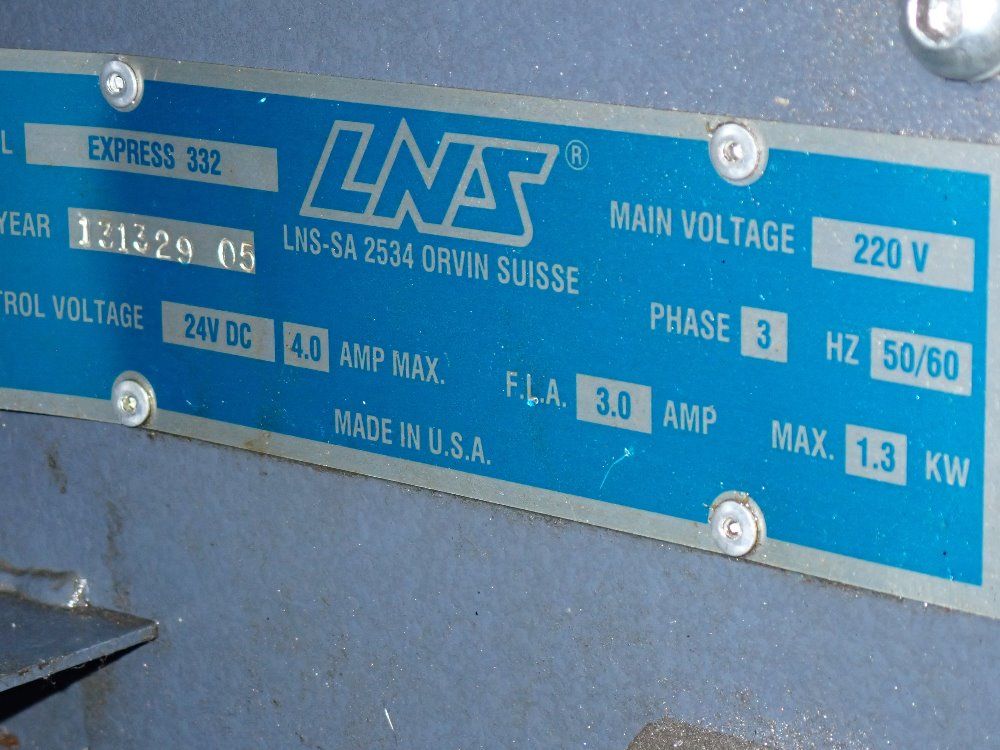 L EXPRESS 332
LNS ®
YEAR 131329 05
LNS-SA 2534 ORVIN SUISSE
MAIN VOLTAGE 220 V
TROL VOLTAGE 24V DC 4.0 AMP MAX.
PHASE 3 HZ 50/60
F.L.A. 3.0 AMP
MAX. 1.3 KW
MADE IN U.S.A.